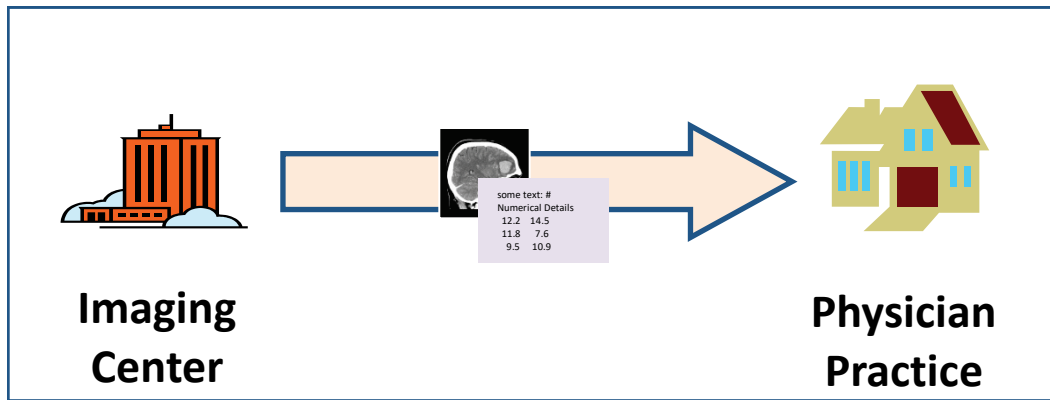 some text: #
Numerical Details
12.2 14.5
11.8 7.6
9.5 10.9
Imaging
Center
Physician
Practice